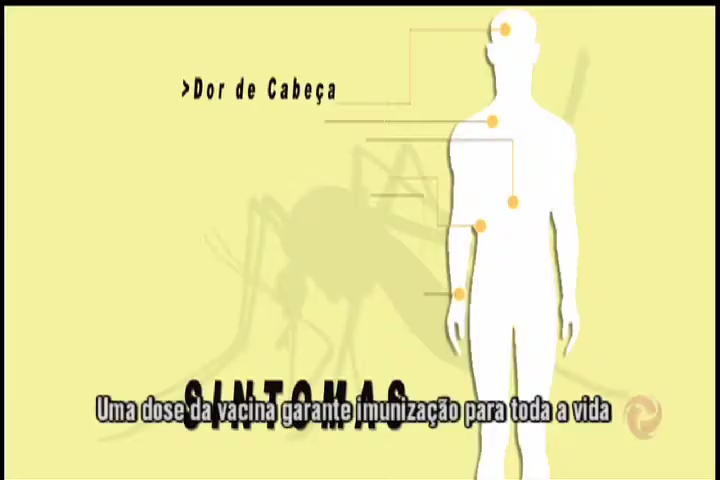 >Dor de Cabeça
SINTOMAS
Uma dose da vacina garante imunização para toda a vida